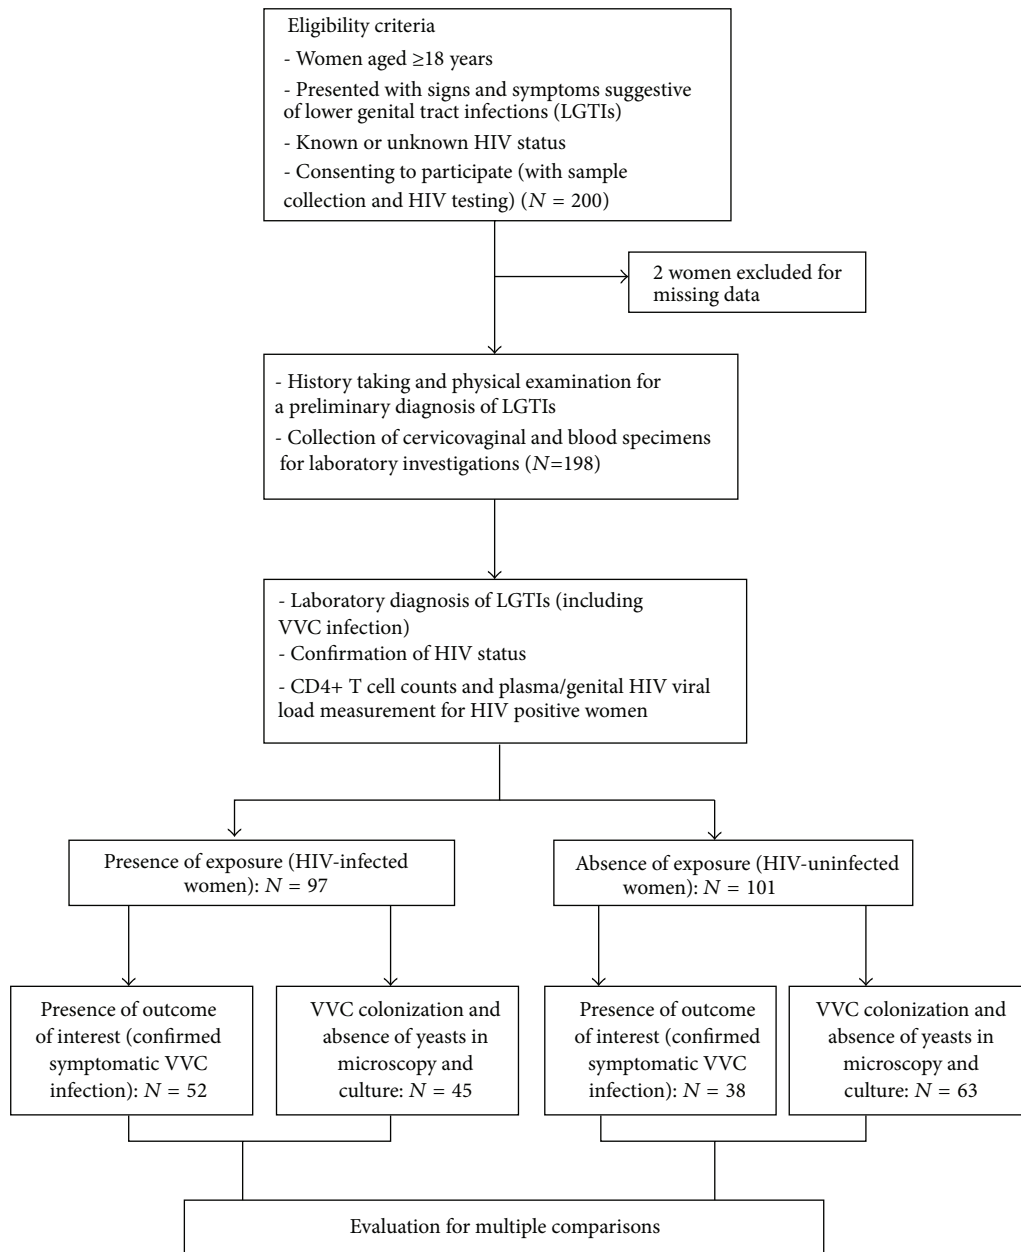 Eligibility criteria
- Women aged ≥18 years
- Presented with signs and symptoms suggestive
of lower genital tract infections (LGTIs)
- Known or unknown HIV status
- Consenting to participate (with sample
collection and HIV testing) (N = 200)
2 women excluded for
missing data
- History taking and physical examination for
a preliminary diagnosis of LGTIs
- Collection of cervicovaginal and blood specimens
for laboratory investigations (N=198)
- Laboratory diagnosis of LGTIs (including
VVC infection)
- Confirmation of HIV status
- CD4+ T cell counts and plasma/genital HIV viral
load measurement for HIV positive women
Presence of exposure (HIV-infected
women): N = 97
Absence of exposure (HIV-uninfected
women): N = 101
Presence of outcome
of interest (confirmed
symptomatic VVC
infection): N = 52
VVC colonization and
absence of yeasts in
microscopy and
culture: N = 45
Presence of outcome
of interest (confirmed
symptomatic VVC
infection): N = 38
VVC colonization and
absence of yeasts in
microscopy and
culture: N = 63
Evaluation for multiple comparisons